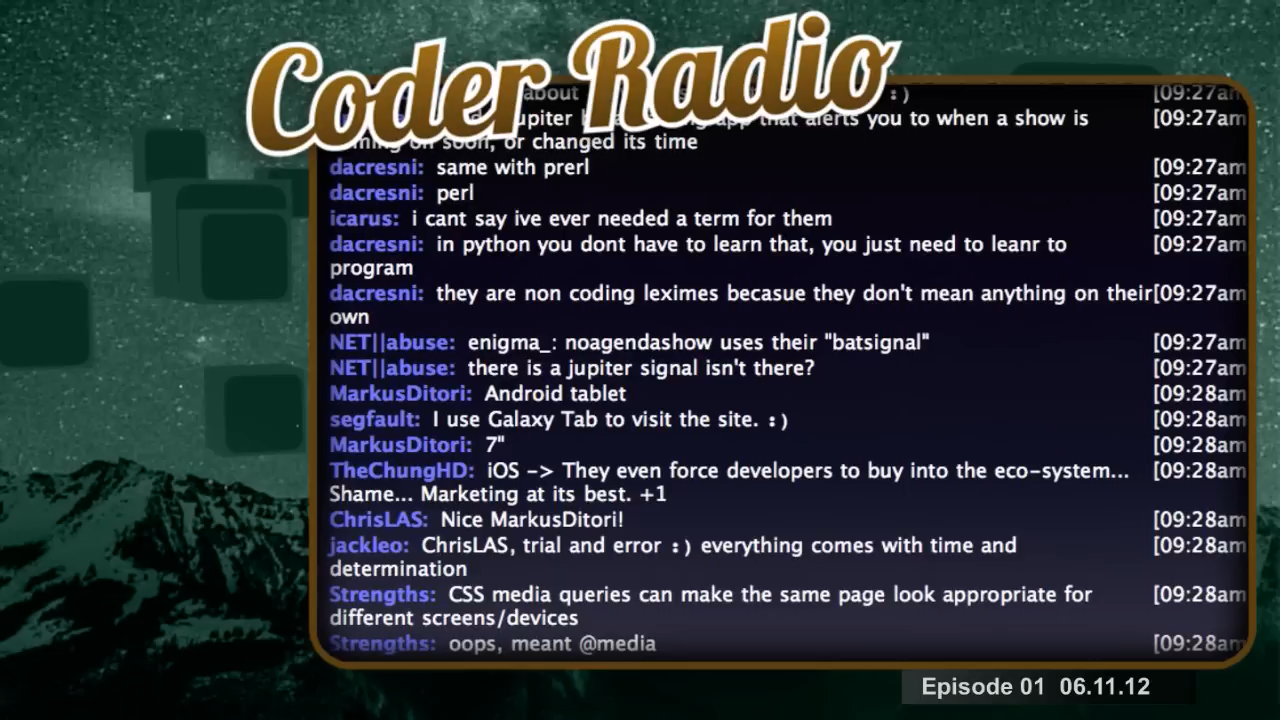 Coder Radio
about :) [09:27am
upiter app that alerts you to when a show is [09:27am
on soon, or changed its time
dacresni: same with prerl [09:27am
dacresni: perl [09:27am
icarus: i cant say ive ever needed a term for them [09:27am
dacresni: in python you dont have to learn that, you just need to leanr to [09:27am
program
dacresni: they are non coding leximes becasue they don't mean anything on their[09:27am
own
NET||abuse: enigma_: noagendashow uses their "batsignal" [09:27am
NET||abuse: there is a jupiter signal isn't there? [09:27am
MarkusDitori: Android tablet [09:28am
segfault: I use Galaxy Tab to visit the site. :) [09:28am
MarkusDitori: 7" [09:28am
TheChungHD: iOS -> They even force developers to buy into the eco-system... [09:28am
Shame... Marketing at its best. +1
ChrisLAS: Nice MarkusDitori! [09:28am
jackleo: ChrisLAS, trial and error :) everything comes with time and [09:28am
determination
Strengths: CSS media queries can make the same page look appropriate for [09:28am
different screens/devices
Strengths: oops, meant @media [09:28am
Episode 01 06.11.12